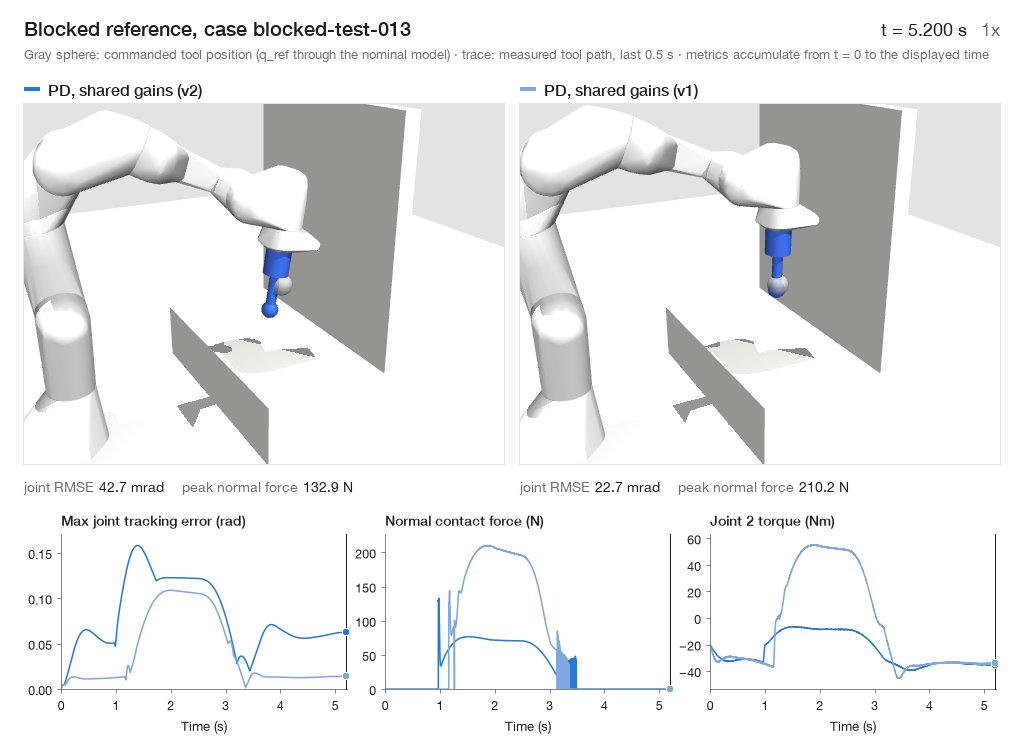 Blocked reference, case blocked-test-013
t = 5.200 s 1x
Gray sphere: commanded tool position (q_ref through the nominal model) · trace: measured tool path, last 0.5 s · metrics accumulate from t = 0 to the displayed time
PD, shared gains (v2)
PD, shared gains (v1)
joint RMSE 42.7 mrad peak normal force 132.9 N
joint RMSE 22.7 mrad peak normal force 210.2 N
Max joint tracking error (rad)
0.15
0.10
0.05
0.00
0 1 2 3 4 5
Time (s)
Normal contact force (N)
200
150
100
50
0
0 1 2 3 4 5
Time (s)
Joint 2 torque (Nm)
60
40
20
0
−20
−40
0 1 2 3 4 5
Time (s)